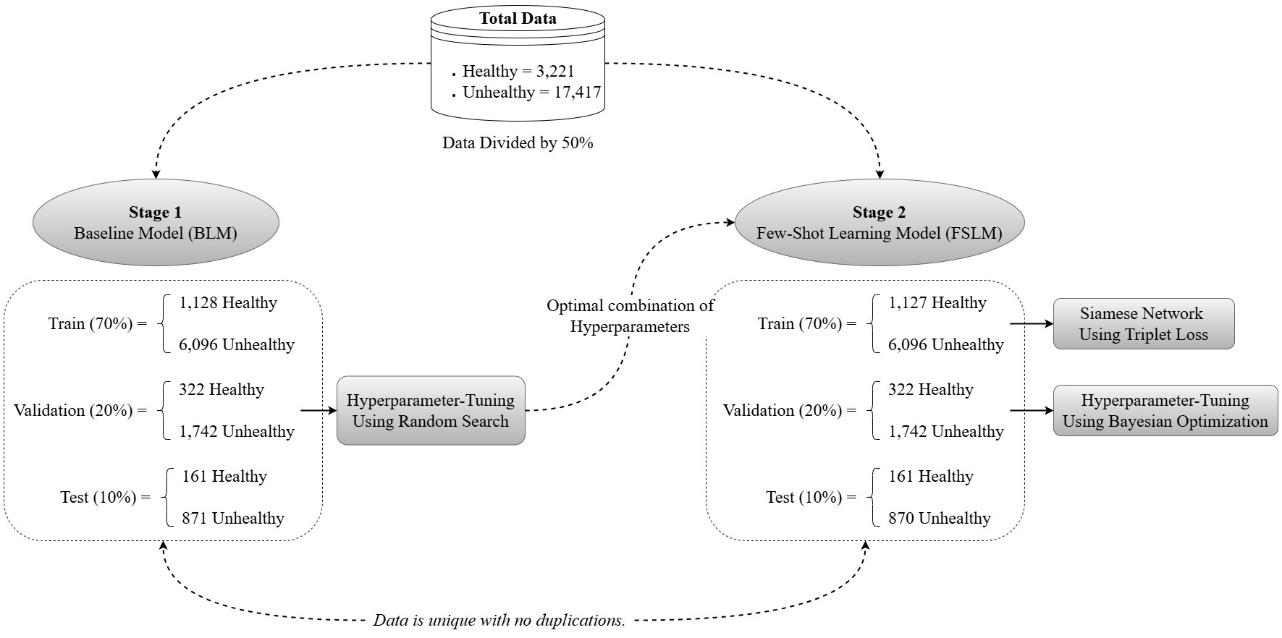 Total Data
. Healthy = 3,221
. Unhealthy = 17,417
Data Divided by 50%
Stage 1
Baseline Model (BLM)
Stage 2
Few-Shot Learning Model (FSLM)
Train (70%) =
1,128 Healthy
6,096 Unhealthy
Validation (20%) =
322 Healthy
1,742 Unhealthy
Test (10%) =
161 Healthy
871 Unhealthy
Hyperparameter-Tuning
Using Random Search
Optimal combination of
Hyperparameters
Train (70%) =
1,127 Healthy
6,096 Unhealthy
Validation (20%) =
322 Healthy
1,742 Unhealthy
Test (10%) =
161 Healthy
870 Unhealthy
Siamese Network
Using Triplet Loss
Hyperparameter-Tuning
Using Bayesian Optimization
Data is unique with no duplications.